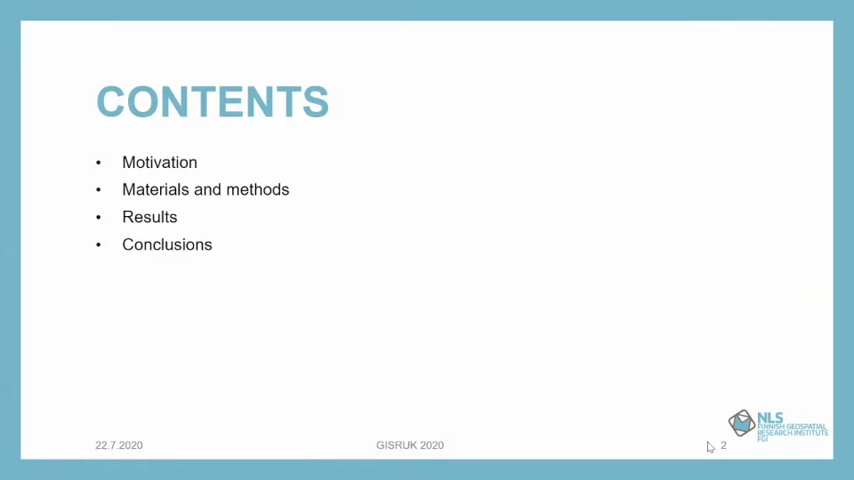 CONTENTS
• Motivation
• Materials and methods
• Results
• Conclusions
22.7.2020
GISRUK 2020
2
NLS
FINNISH GEOSPATIAL
RESEARCH INSTITUTE
FGI